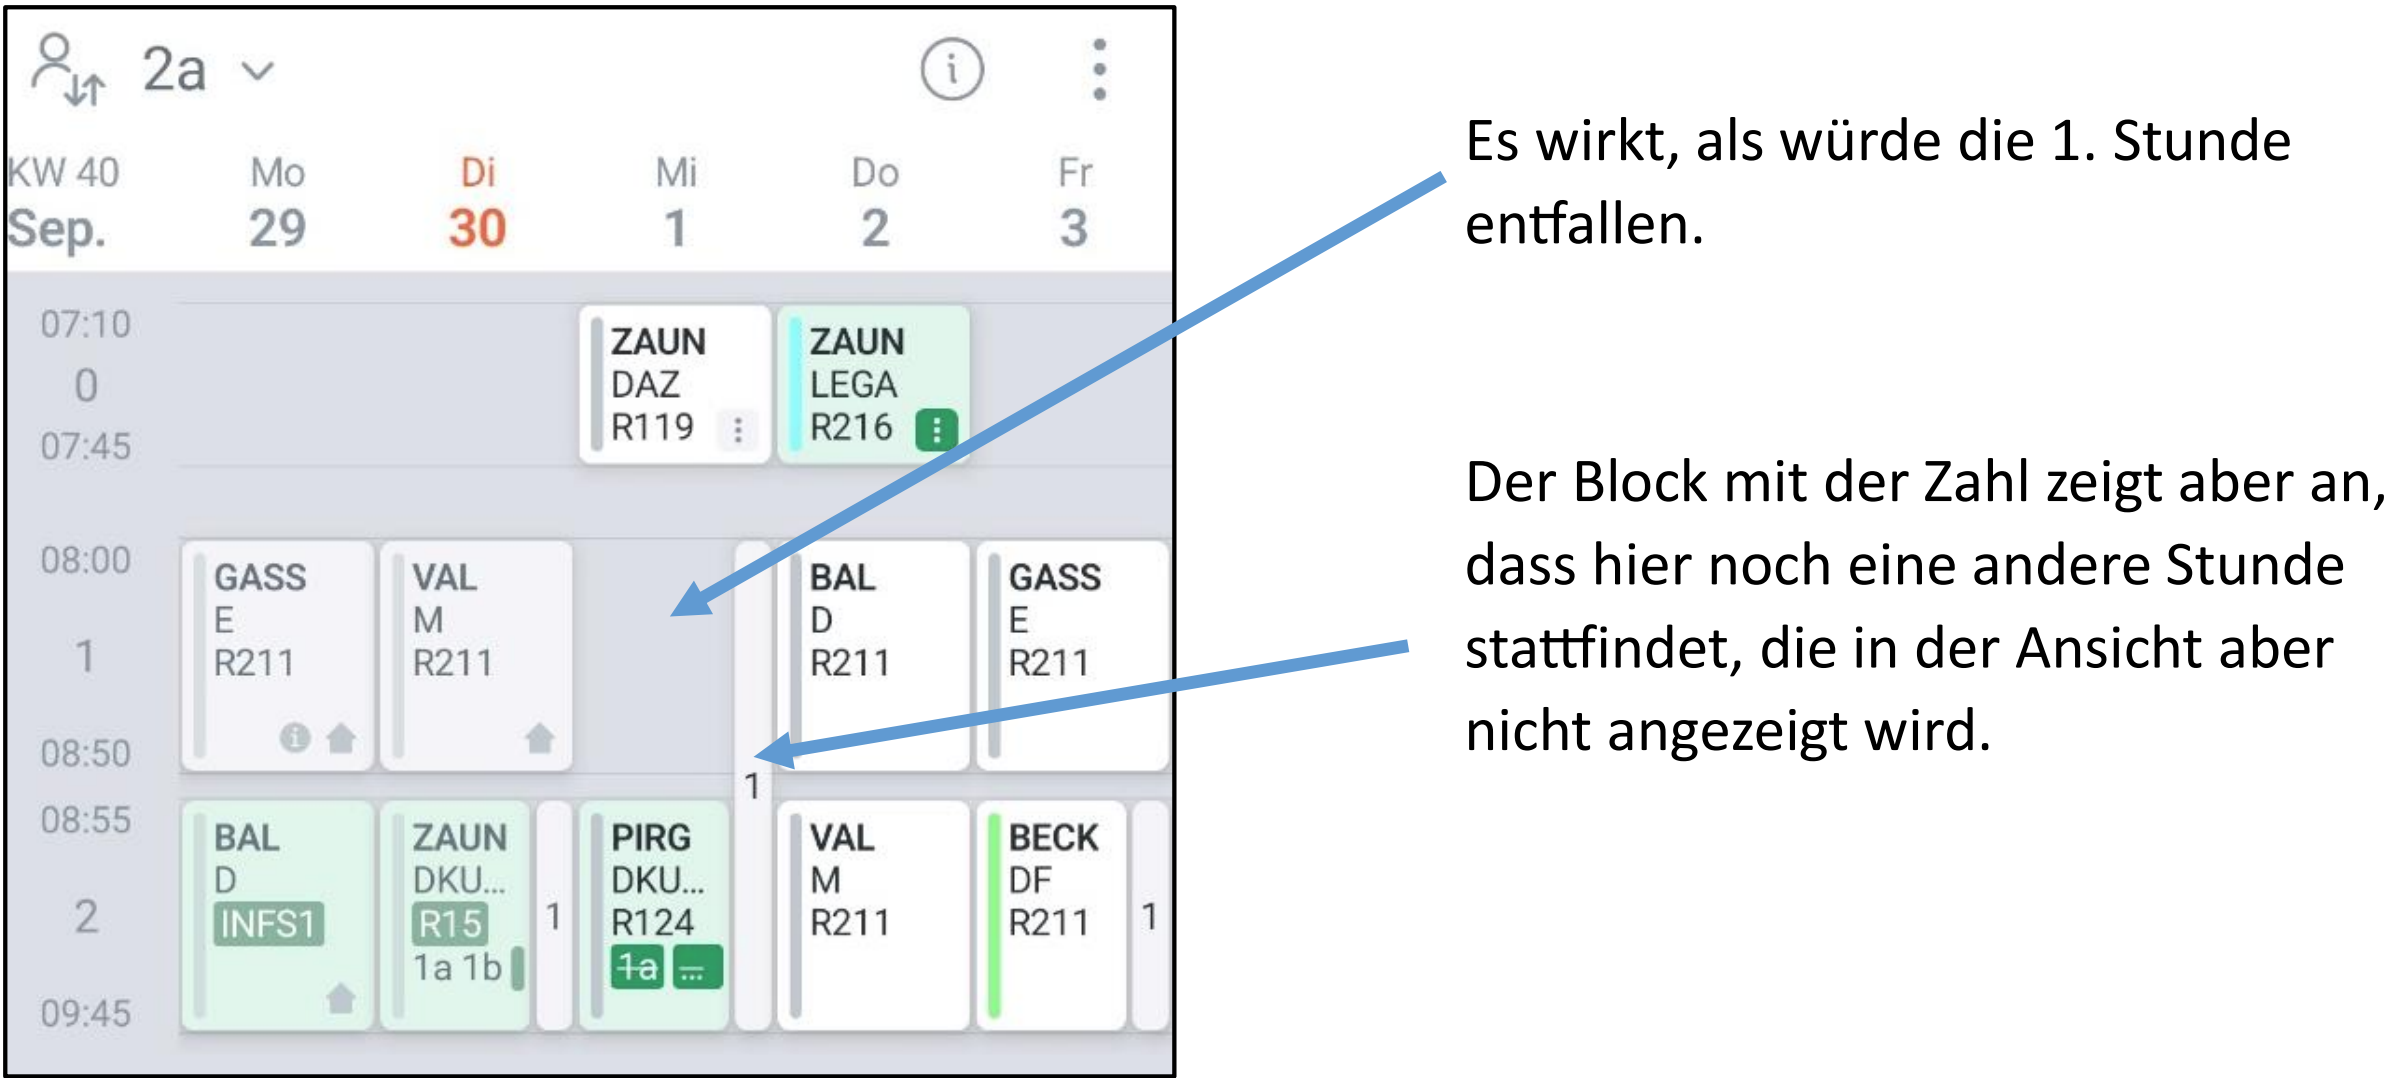 2a
KW 40 Mo Di Mi Do Fr
Sep. 29 30 1 2 3
07:10
0
07:45
ZAUN
DAZ
R119
ZAUN
LEGA
R216
08:00
1
08:50
GASS
E
R211
VAL
M
R211
1
BAL
D
R211
GASS
E
R211
08:55
2
09:45
BAL
D
INFS1
ZAUN
DKU...
R15
1a 1b
1
PIRG
DKU...
R124
1a ...
VAL
M
R211
BECK
DF
R211
1
Es wirkt, als würde die 1. Stunde
entfallen.
Der Block mit der Zahl zeigt aber an,
dass hier noch eine andere Stunde
stattfindet, die in der Ansicht aber
nicht angezeigt wird.